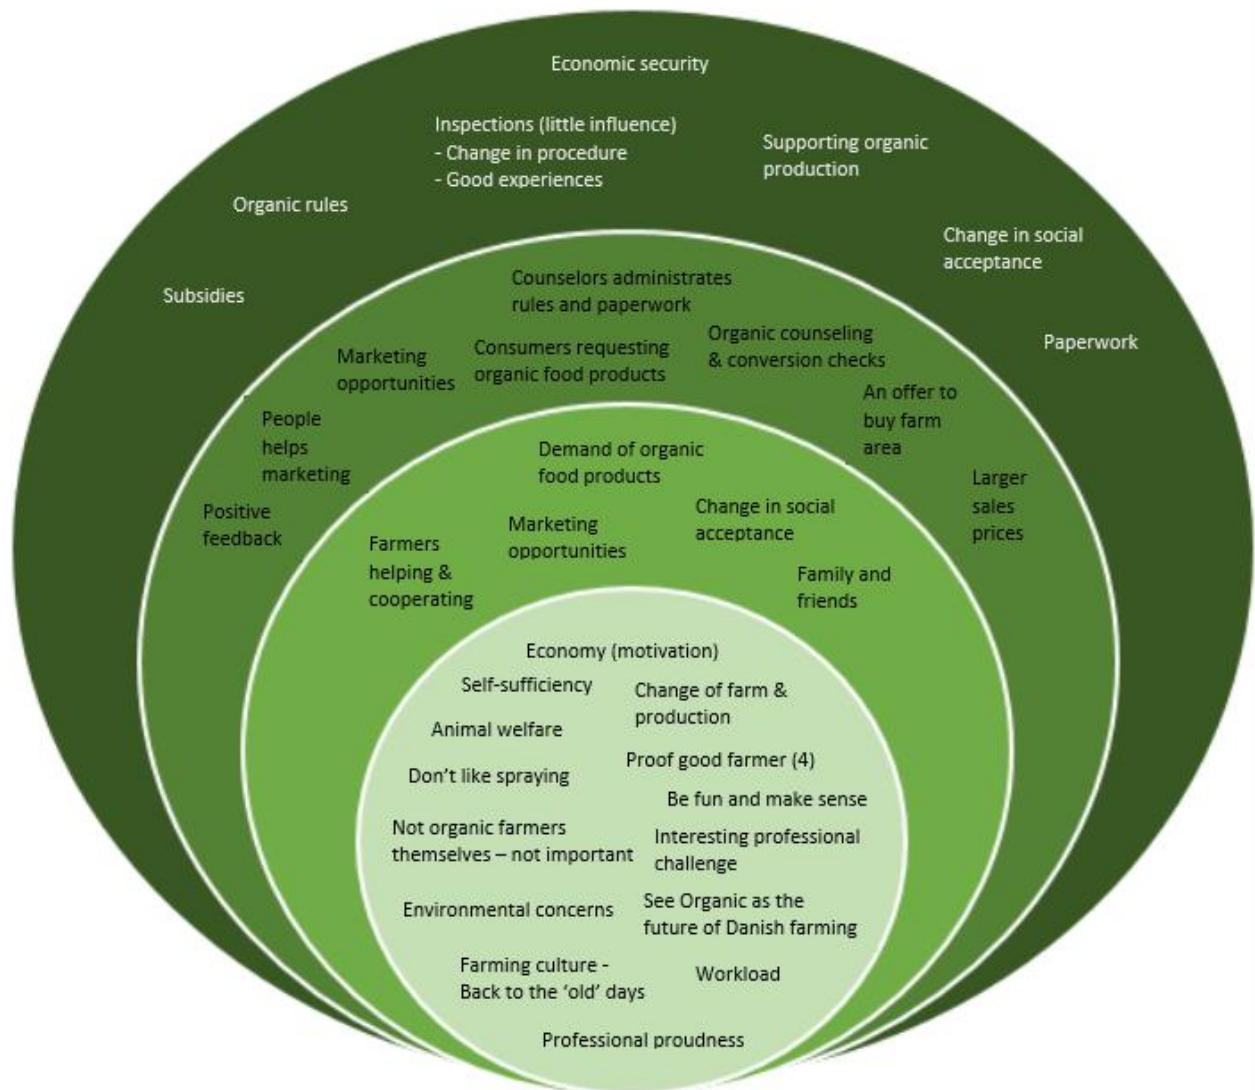 Economic security
Inspections (little influence)
- Change in procedure
- Good experiences
Supporting organic
production
Organic rules
Change in social
acceptance
Subsidies
Paperwork
Counselors administrates
rules and paperwork
Organic counseling
& conversion checks
Consumers requesting
organic food products
Marketing
opportunities
An offer to
buy farm
area
People
helps
marketing
Larger
sales
prices
Positive
feedback
Demand of organic
food products
Change in social
acceptance
Marketing
opportunities
Farmers
helping &
cooperating
Family and
friends
Economy (motivation)
Self-sufficiency
Change of farm &
production
Animal welfare
Proof good farmer (4)
Don't like spraying
Be fun and make sense
Not organic farmers
themselves – not important
Interesting professional
challenge
Environmental concerns
See Organic as the
future of Danish farming
Farming culture -
Back to the 'old' days
Workload
Professional proudness